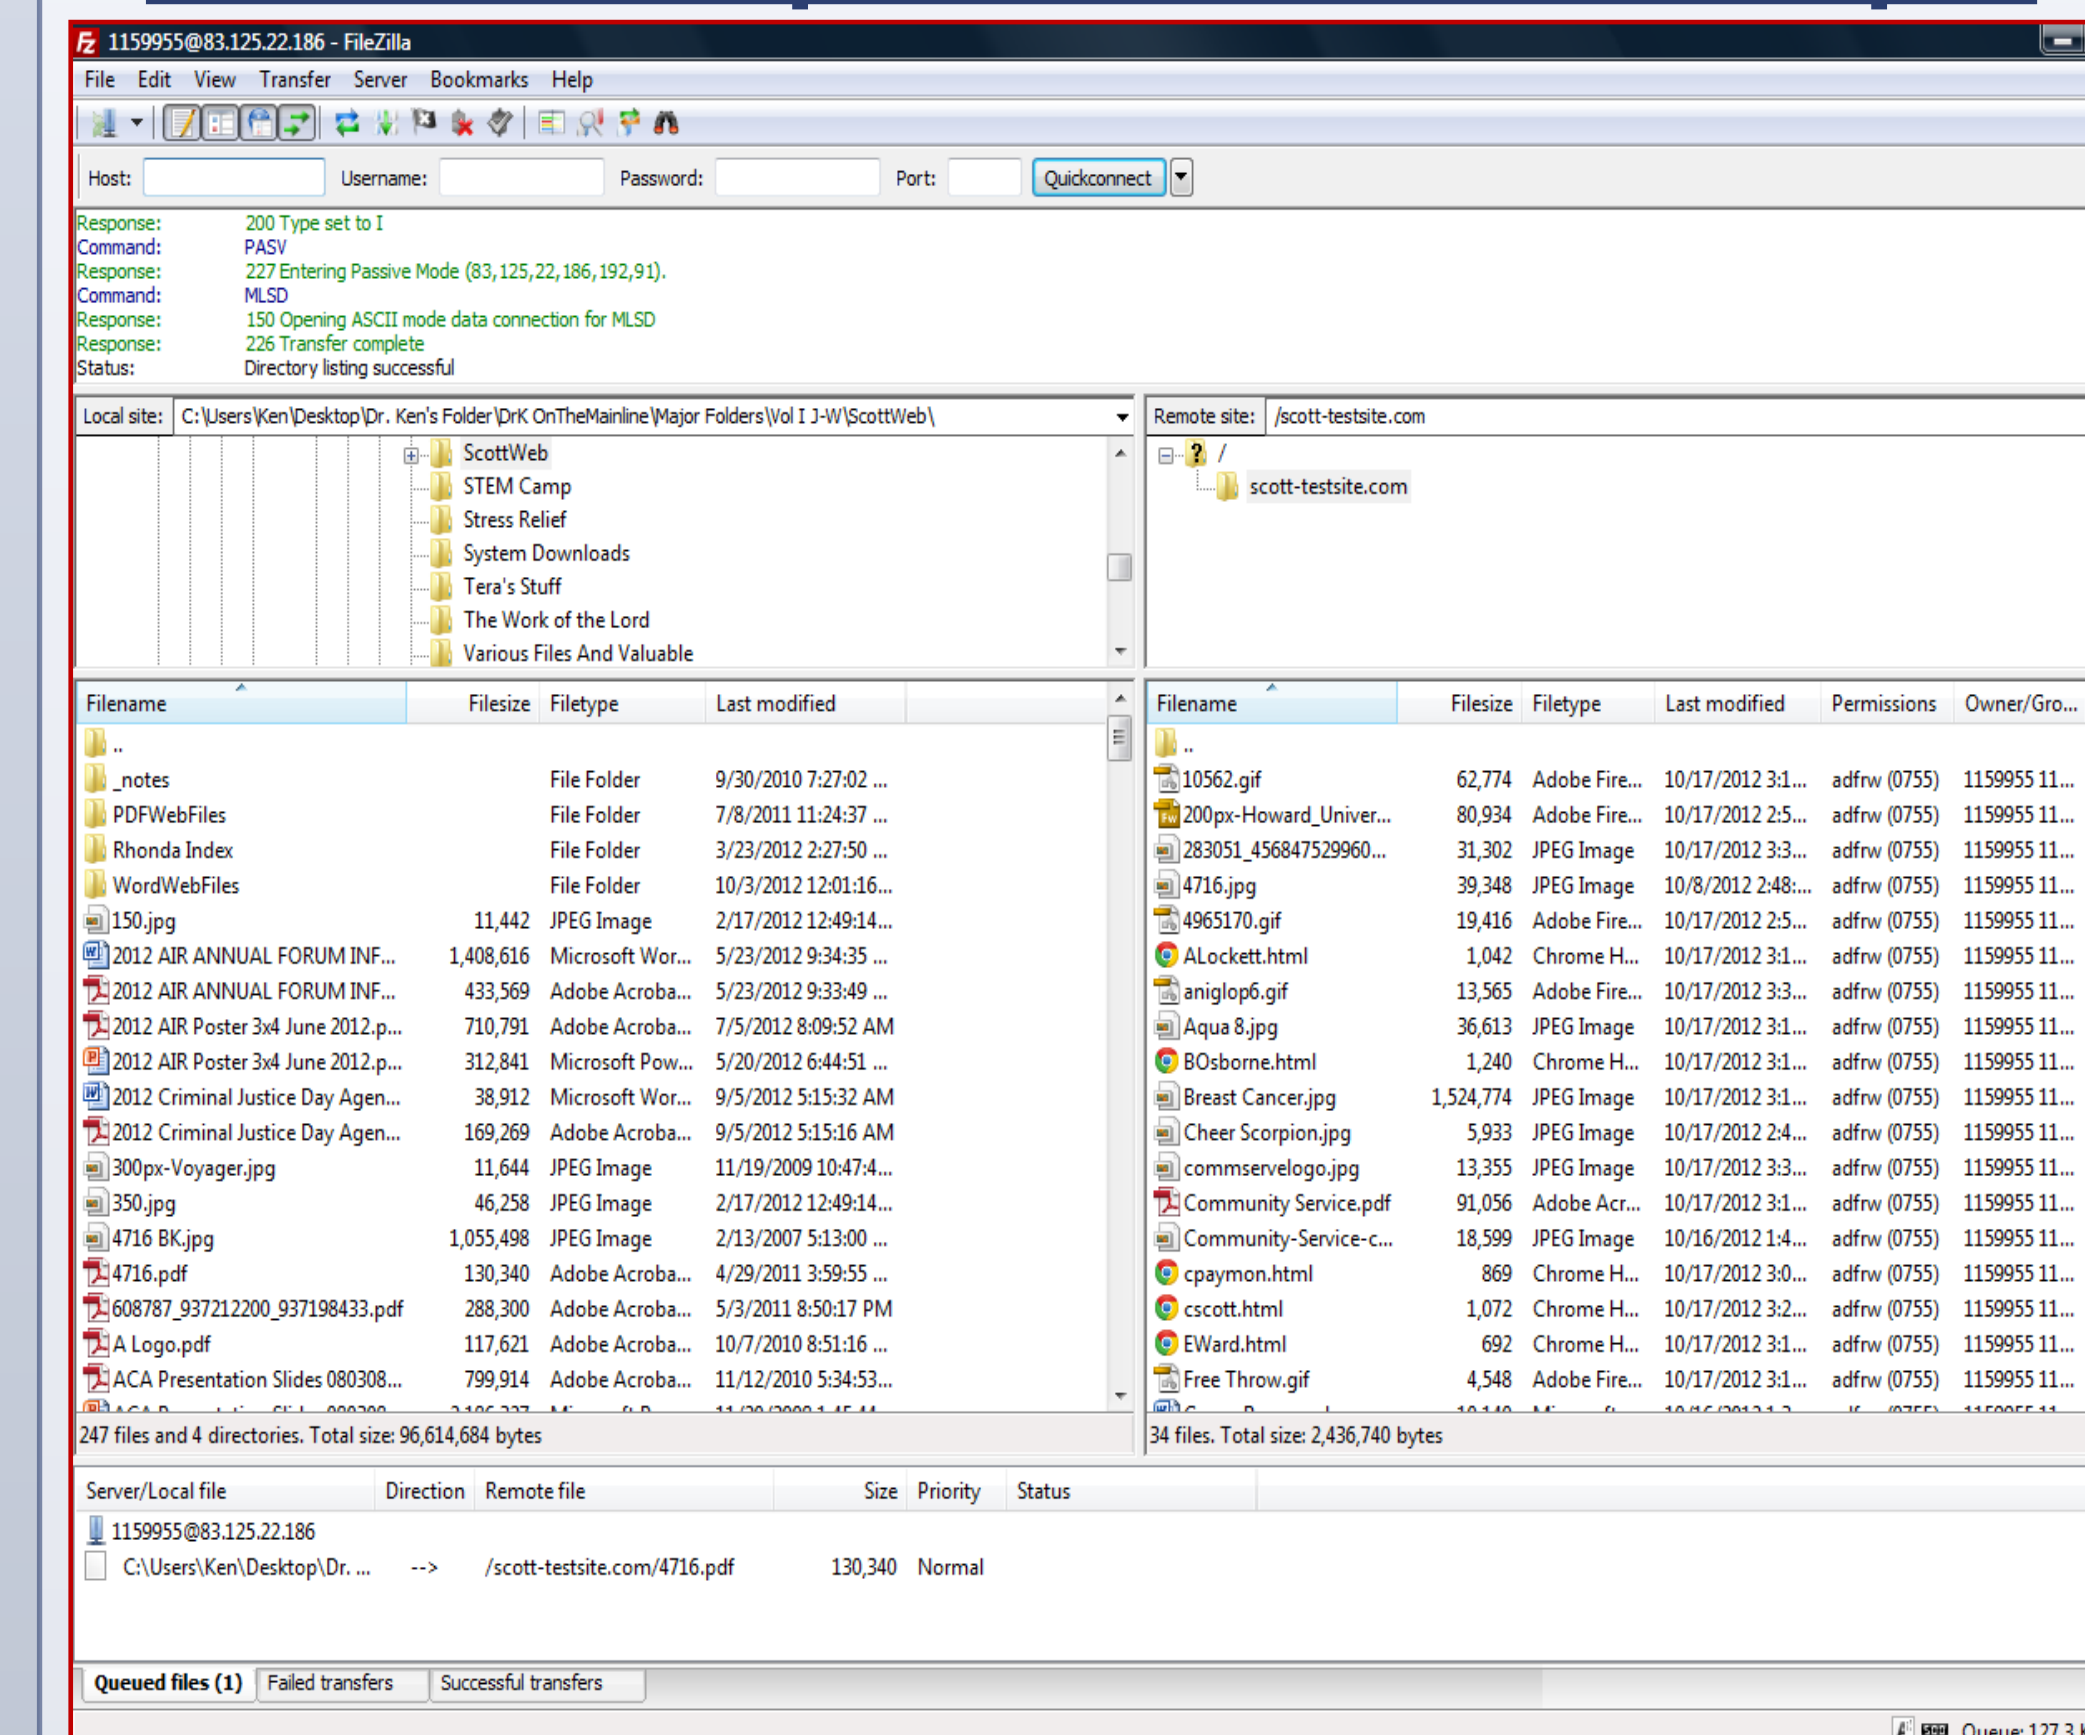 1159955@83.125.22.186 - FileZilla
File Edit View Transfer Server Bookmarks Help
Host: Username: Password: Port: Quickconnect
Response: 200 Type set to I
Command: PASV
Response: 227 Entering Passive Mode (83,125,22,186,192,91).
Command: MLSD
Response: 150 Opening ASCII mode data connection for MLSD
Response: 226 Transfer complete
Status: Directory listing successful
Local site: C:\Users\Ken\Desktop\Dr. Ken's Folder\DrK OnTheMainline\Major Folders\Vol I J-W\ScottWeb\
ScottWeb
STEM Camp
Stress Relief
System Downloads
Tera's Stuff
The Work of the Lord
Various Files And Valuable
Remote site: /scott-testsite.com
/
scott-testsite.com
Filename Filesize Filetype Last modified
..
_notes File Folder 9/30/2010 7:27:02 ...
PDFWebFiles File Folder 7/8/2011 11:24:37 ...
Rhonda Index File Folder 3/23/2012 2:27:50 ...
WordWebFiles File Folder 10/3/2012 12:01:16...
150.jpg 11,442 JPEG Image 2/17/2012 12:49:14...
2012 AIR ANNUAL FORUM INF... 1,408,616 Microsoft Wor... 5/23/2012 9:34:35 ...
2012 AIR ANNUAL FORUM INF... 433,569 Adobe Acroba... 5/23/2012 9:33:49 ...
2012 AIR Poster 3x4 June 2012.p... 710,791 Adobe Acroba... 7/5/2012 8:09:52 AM
2012 AIR Poster 3x4 June 2012.p... 312,841 Microsoft Pow... 5/20/2012 6:44:51 ...
2012 Criminal Justice Day Agen... 38,912 Microsoft Wor... 9/5/2012 5:15:32 AM
2012 Criminal Justice Day Agen... 169,269 Adobe Acroba... 9/5/2012 5:15:16 AM
300px-Voyager.jpg 11,644 JPEG Image 11/19/2009 10:47:4...
350.jpg 46,258 JPEG Image 2/17/2012 12:49:14...
4716 BK.jpg 1,055,498 JPEG Image 2/13/2007 5:13:00 ...
4716.pdf 130,340 Adobe Acroba... 4/29/2011 3:59:55 ...
608787_937212200_937198433.pdf 288,300 Adobe Acroba... 5/3/2011 8:50:17 PM
A Logo.pdf 117,621 Adobe Acroba... 10/7/2010 8:51:16 ...
ACA Presentation Slides 080308... 799,914 Adobe Acroba... 11/12/2010 5:34:53...
247 files and 4 directories. Total size: 96,614,684 bytes
Filename Filesize Filetype Last modified Permissions Owner/Gro...
..
10562.gif 62,774 Adobe Fire... 10/17/2012 3:1... adfrw (0755) 1159955 11...
200px-Howard_Univer... 80,934 Adobe Fire... 10/17/2012 2:5... adfrw (0755) 1159955 11...
283051_456847529960... 31,302 JPEG Image 10/17/2012 3:3... adfrw (0755) 1159955 11...
4716.jpg 39,348 JPEG Image 10/8/2012 2:48:... adfrw (0755) 1159955 11...
4965170.gif 19,416 Adobe Fire... 10/17/2012 2:5... adfrw (0755) 1159955 11...
ALockett.html 1,042 Chrome H... 10/17/2012 3:1... adfrw (0755) 1159955 11...
aniglop6.gif 13,565 Adobe Fire... 10/17/2012 3:3... adfrw (0755) 1159955 11...
Aqua 8.jpg 36,613 JPEG Image 10/17/2012 3:1... adfrw (0755) 1159955 11...
BOsborne.html 1,240 Chrome H... 10/17/2012 3:1... adfrw (0755) 1159955 11...
Breast Cancer.jpg 1,524,774 JPEG Image 10/17/2012 3:1... adfrw (0755) 1159955 11...
Cheer Scorpion.jpg 5,933 JPEG Image 10/17/2012 2:4... adfrw (0755) 1159955 11...
commservelogo.jpg 13,355 JPEG Image 10/17/2012 3:3... adfrw (0755) 1159955 11...
Community Service.pdf 91,056 Adobe Acr... 10/17/2012 3:1... adfrw (0755) 1159955 11...
Community-Service-c... 18,599 JPEG Image 10/16/2012 1:4... adfrw (0755) 1159955 11...
cpaymon.html 869 Chrome H... 10/17/2012 3:0... adfrw (0755) 1159955 11...
cscott.html 1,072 Chrome H... 10/17/2012 3:2... adfrw (0755) 1159955 11...
EWard.html 692 Chrome H... 10/17/2012 3:1... adfrw (0755) 1159955 11...
Free Throw.gif 4,548 Adobe Fire... 10/17/2012 3:1... adfrw (0755) 1159955 11...
34 files. Total size: 2,436,740 bytes
Server/Local file Direction Remote file Size Priority Status
1159955@83.125.22.186
C:\Users\Ken\Desktop\Dr. ... --> /scott-testsite.com/4716.pdf 130,340 Normal
Queued files (1) Failed transfers Successful transfers
Queue: 127.3